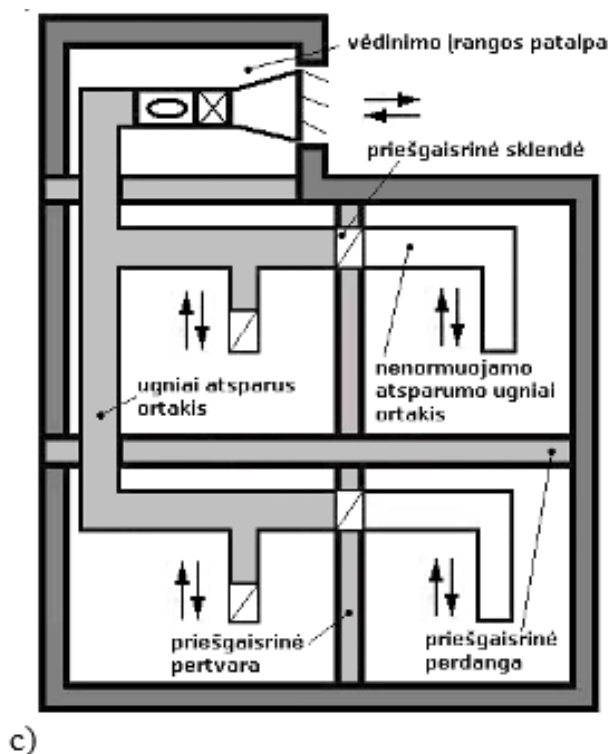 vėdinimo įrangos patalpa
priešgaisrinė sklendė
ugniai atsparus
ortakis
nenormuojamo
atsparumo ugniai
ortakis
priešgaisrinė
pertvara
priešgaisrinė
perdanga
c)